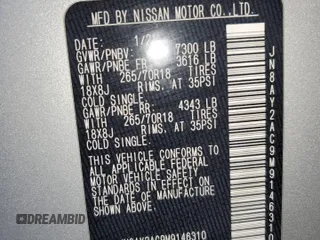 MFD BY NISSAN MOTOR CO.,LTD.
DATE: 1/21
GVWR/PNBV: 7300 LB
GAWR/PNBE FR: 3616 LB
WITH 265/70R18 TIRES
18X8J RIMS, AT 35PSI
COLD SINGLE.
GAWR/PNBE RR: 4343 LB
WITH 265/70R18 TIRES
18X8J RIMS, AT 35PSI
COLD SINGLE.
THIS VEHICLE CONFORMS TO
ALL APPLICABLE FEDERAL
MOTOR VEHICLE SAFETY
STANDARDS IN EFFECT ON
THE DATE OF MANUFACTURE
SHOWN ABOVE.
JN8AY2AC9M9146310
DREAMBID